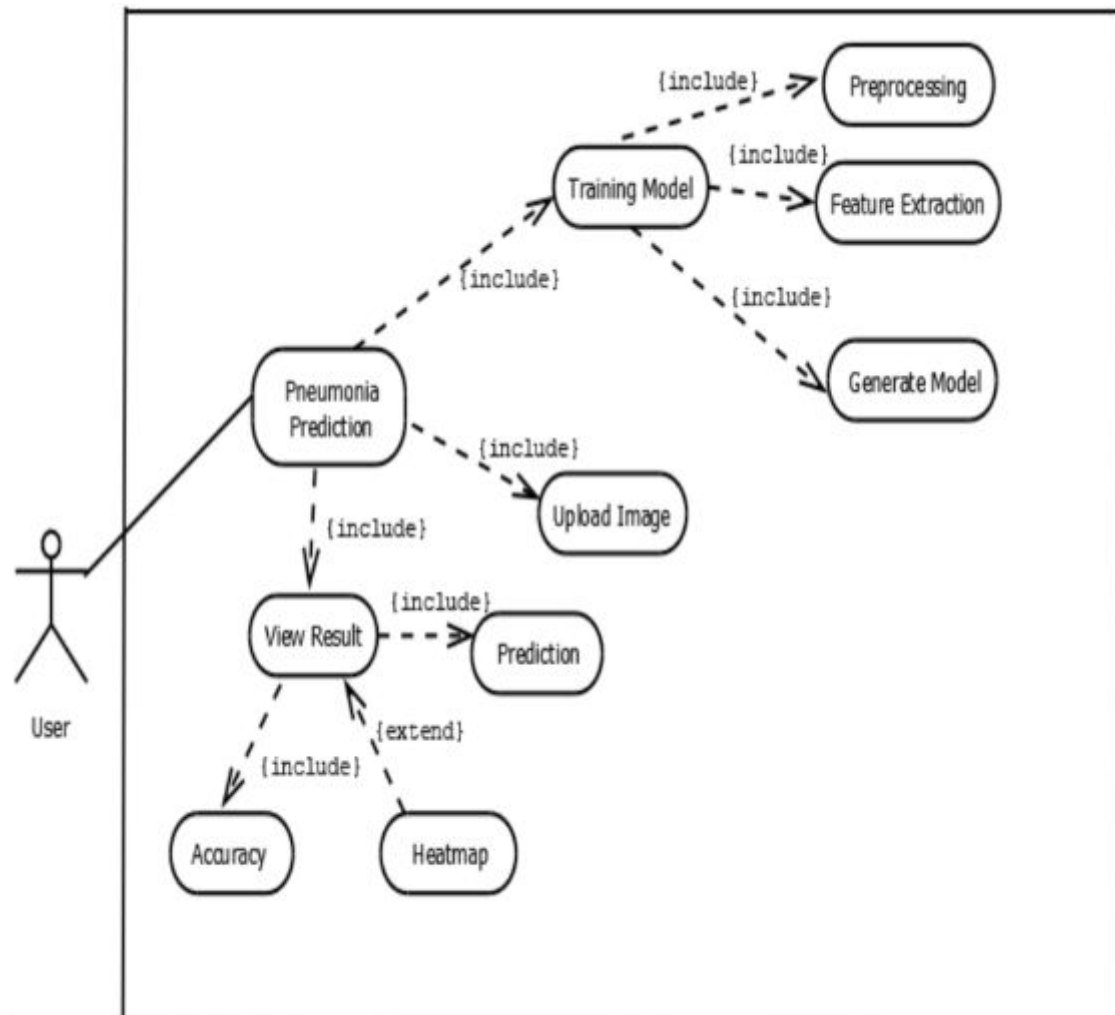 {include}
Preprocessing
{include}
Training Model
Feature Extraction
{include}
{include}
Generate Model
Pneumonia
Prediction
{include}
Upload Image
{include}
{include}
View Result
Prediction
User
{extend}
{include}
Accuracy
Heatmap